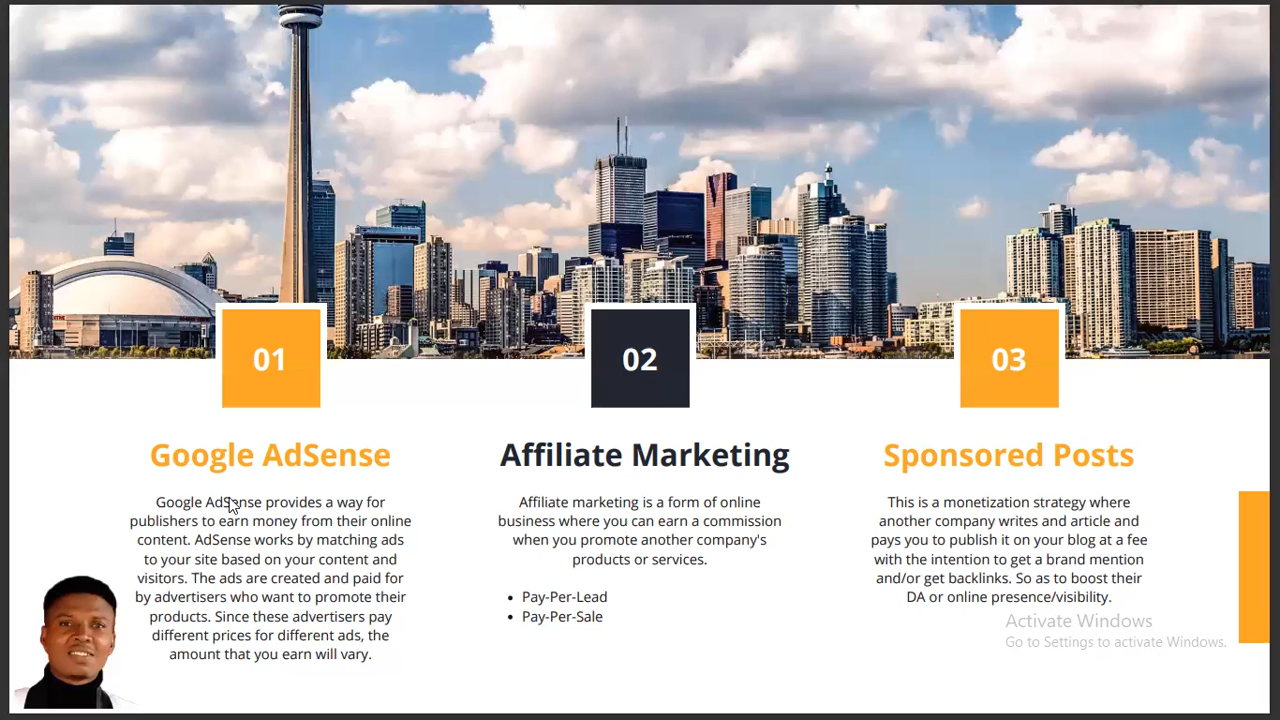 01
Google AdSense
Google AdSense provides a way for
publishers to earn money from their online
content. AdSense works by matching ads
to your site based on your content and
visitors. The ads are created and paid for
by advertisers who want to promote their
products. Since these advertisers pay
different prices for different ads, the
amount that you earn will vary.
02
Affiliate Marketing
Affiliate marketing is a form of online
business where you can earn a commission
when you promote another company's
products or services.
• Pay-Per-Lead
• Pay-Per-Sale
03
Sponsored Posts
This is a monetization strategy where
another company writes and article and
pays you to publish it on your blog at a fee
with the intention to get a brand mention
and/or get backlinks. So as to boost their
DA or online presence/visibility.
Activate Windows
Go to Settings to activate Windows.